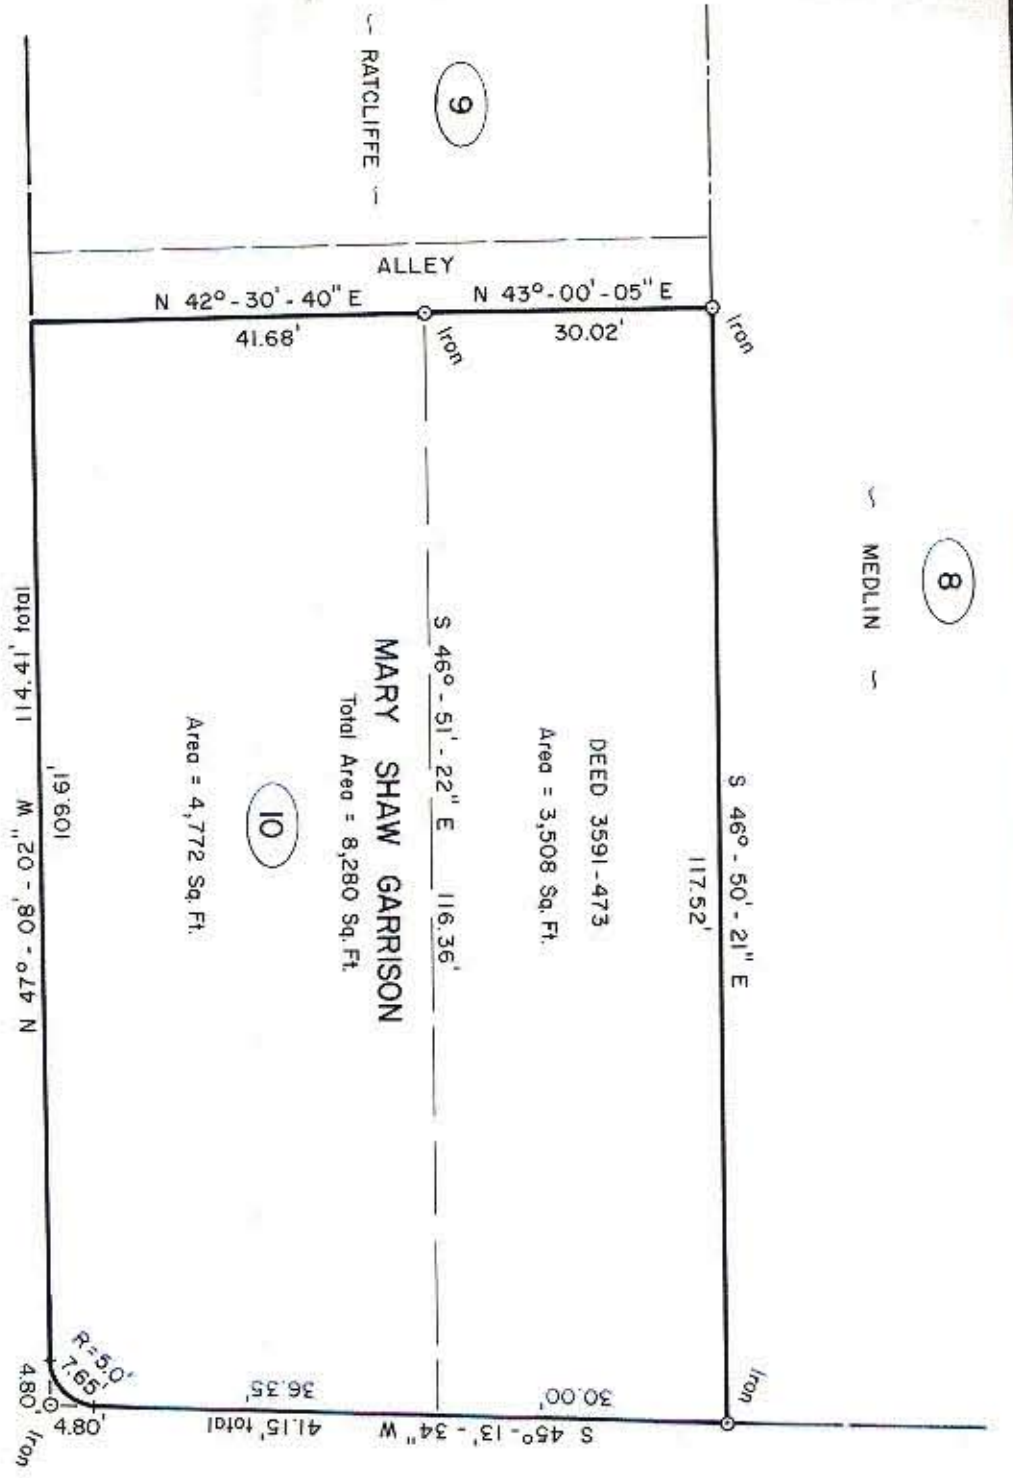 ~ RATCLIFFE ~
9
8
~ MEDLIN ~
ALLEY
N 42° - 30' - 40" E
41.68'
N 43° - 00' - 05" E
30.02'
Iron
Iron
S 46° - 50' - 21" E
117.52'
DEED 3591 - 473
Area = 3,508 Sq. Ft.
S 46° - 51' - 22" E 116.36'
MARY SHAW GARRISON
Total Area = 8,280 Sq. Ft.
10
Area = 4,772 Sq. Ft.
109.61'
N 47° - 08' - 02" W 114.41' total
R = 5.0'
7.65'
4.80'
4.80'
Iron
36.35'
30.00'
S 45° - 13' - 34" W 41.15' total
Iron